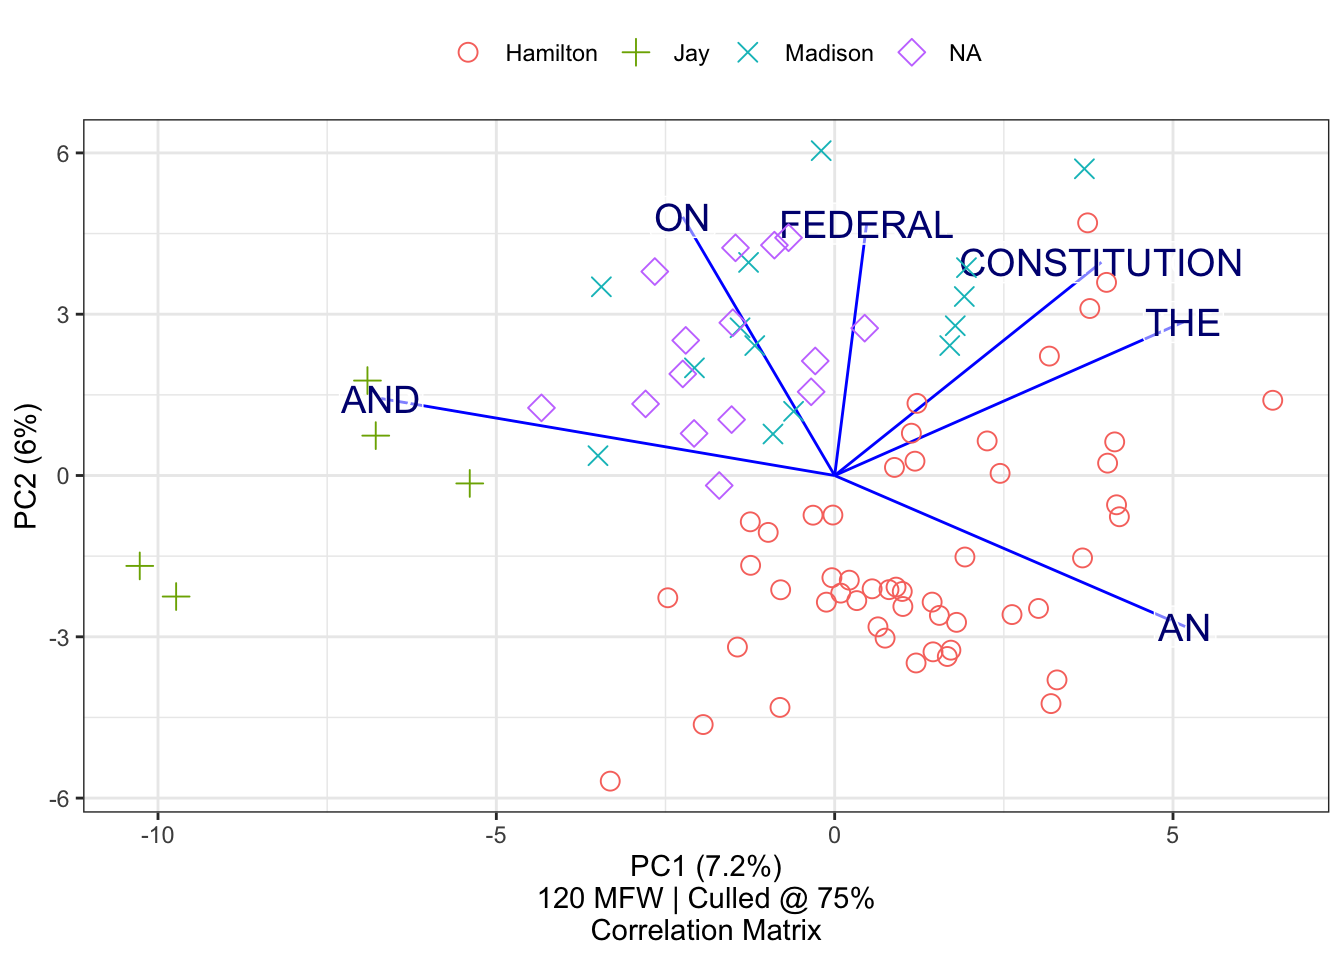 Hamilton Jay Madison NA
6
3
0
-3
-6
PC2 (6%)
ON
FEDERAL
CONSTITUTION
THE
AND
AN
-10 -5 0 5
PC1 (7.2%)
120 MFW | Culled @ 75%
Correlation Matrix